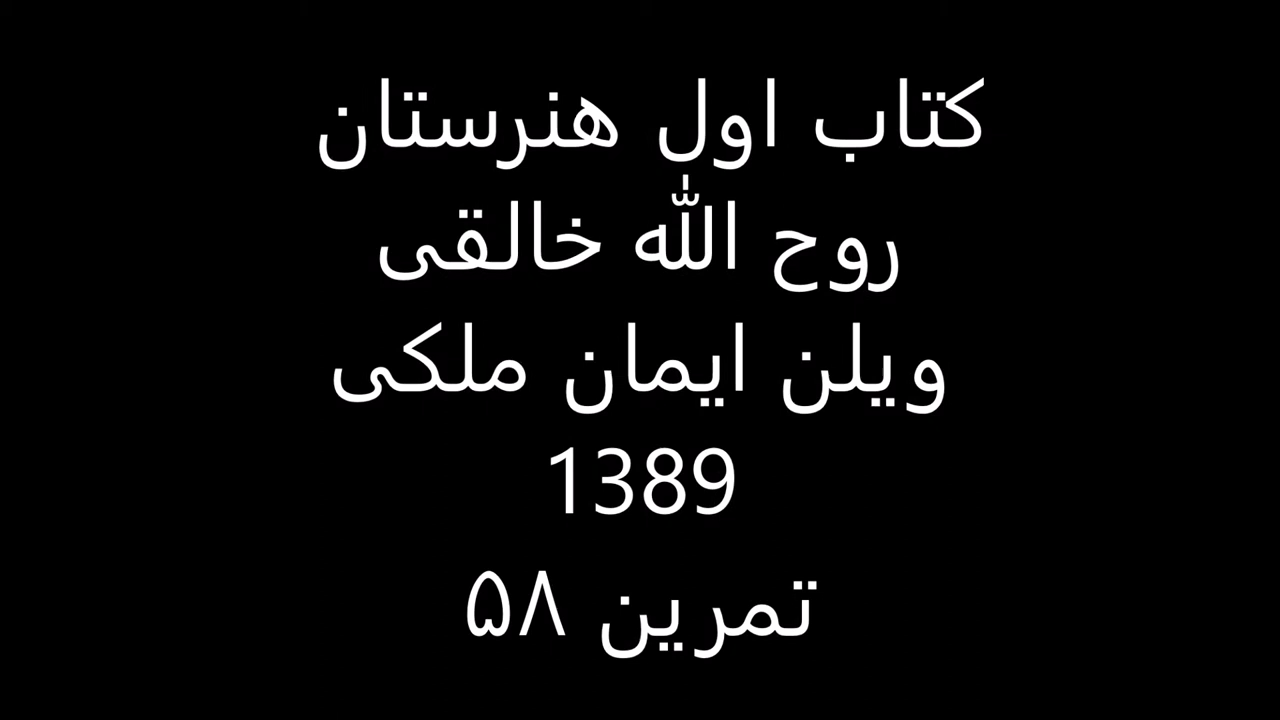 کتاب اول هنرستان
روح الله خالقی
ویلن ایمان ملکی
1389
تمرین ۵۸